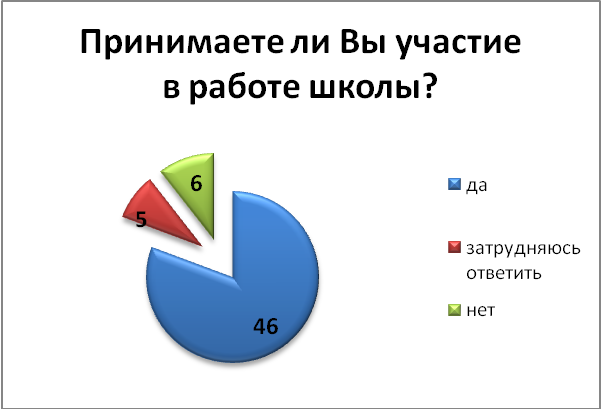 Принимаете ли Вы участие
в работе школы?
6
5
46
да
затрудняюсь
ответить
нет